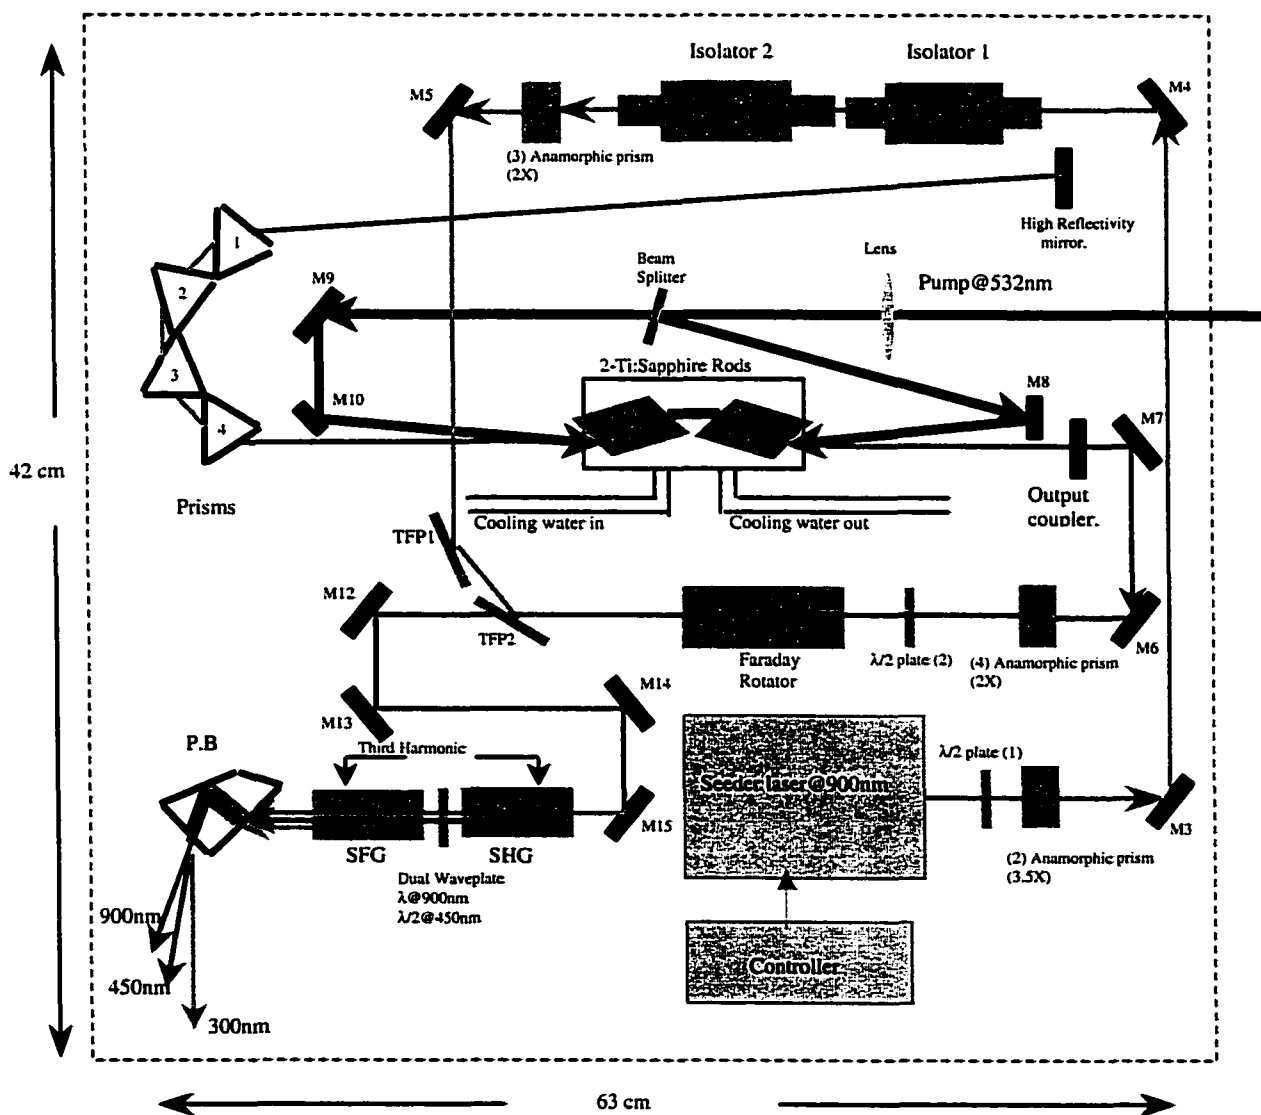 Isolator 2
Isolator 1
M5
M4
(3) Anamorphic prism
(2X)
High Reflectivity
mirror.
1
2
3
4
M9
Beam
Splitter
Lens
Pump@532nm
2-Ti:Sapphire Rods
M8
M10
M7
42 cm
Prisms
Cooling water in
Cooling water out
Output
coupler.
TFP1
M12
TFP2
Faraday
Rotator
λ/2 plate (2)
(4) Anamorphic prism
(2X)
M6
M14
M13
P.B
Third Harmonic
Seeder laser@900nm
λ/2 plate (1)
M15
M3
SFG
SHG
(2) Anamorphic prism
(3.5X)
Dual Waveplate
λ@900nm
λ/2@450nm
900nm
450nm
300nm
Controller
63 cm